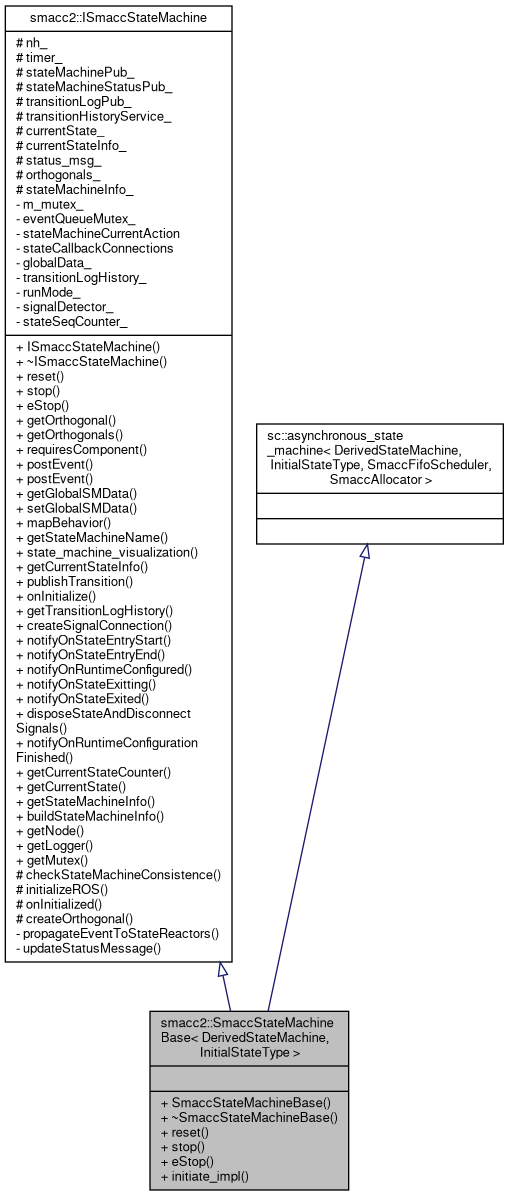 smacc2::ISmaccStateMachine
# nh_
# timer_
# stateMachinePub_
# stateMachineStatusPub_
# transitionLogPub_
# transitionHistoryService_
# currentState_
# currentStateInfo_
# status_msg_
# orthogonals_
# stateMachineInfo_
- m_mutex_
- eventQueueMutex_
- stateMachineCurrentAction
- stateCallbackConnections
- globalData_
- transitionLogHistory_
- runMode_
- signalDetector_
- stateSeqCounter_
+ ISmaccStateMachine()
+ ~ISmaccStateMachine()
+ reset()
+ stop()
+ eStop()
+ getOrthogonal()
+ getOrthogonals()
+ requiresComponent()
+ postEvent()
+ postEvent()
+ getGlobalSMData()
+ setGlobalSMData()
+ mapBehavior()
+ getStateMachineName()
+ state_machine_visualization()
+ getCurrentStateInfo()
+ publishTransition()
+ onInitialize()
+ getTransitionLogHistory()
+ createSignalConnection()
+ notifyOnStateEntryStart()
+ notifyOnStateEntryEnd()
+ notifyOnRuntimeConfigured()
+ notifyOnStateExitting()
+ notifyOnStateExited()
+ disposeStateAndDisconnect
Signals()
+ notifyOnRuntimeConfiguration
Finished()
+ getCurrentStateCounter()
+ getCurrentState()
+ getStateMachineInfo()
+ buildStateMachineInfo()
+ getNode()
+ getLogger()
+ getMutex()
# checkStateMachineConsistence()
# initializeROS()
# onInitialized()
# createOrthogonal()
- propagateEventToStateReactors()
- updateStatusMessage()
sc::asynchronous_state
_machine< DerivedStateMachine,
InitialStateType, SmaccFifoScheduler,
SmaccAllocator >
smacc2::SmaccStateMachine
Base< DerivedStateMachine,
InitialStateType >
+ SmaccStateMachineBase()
+ ~SmaccStateMachineBase()
+ reset()
+ stop()
+ eStop()
+ initiate_impl()